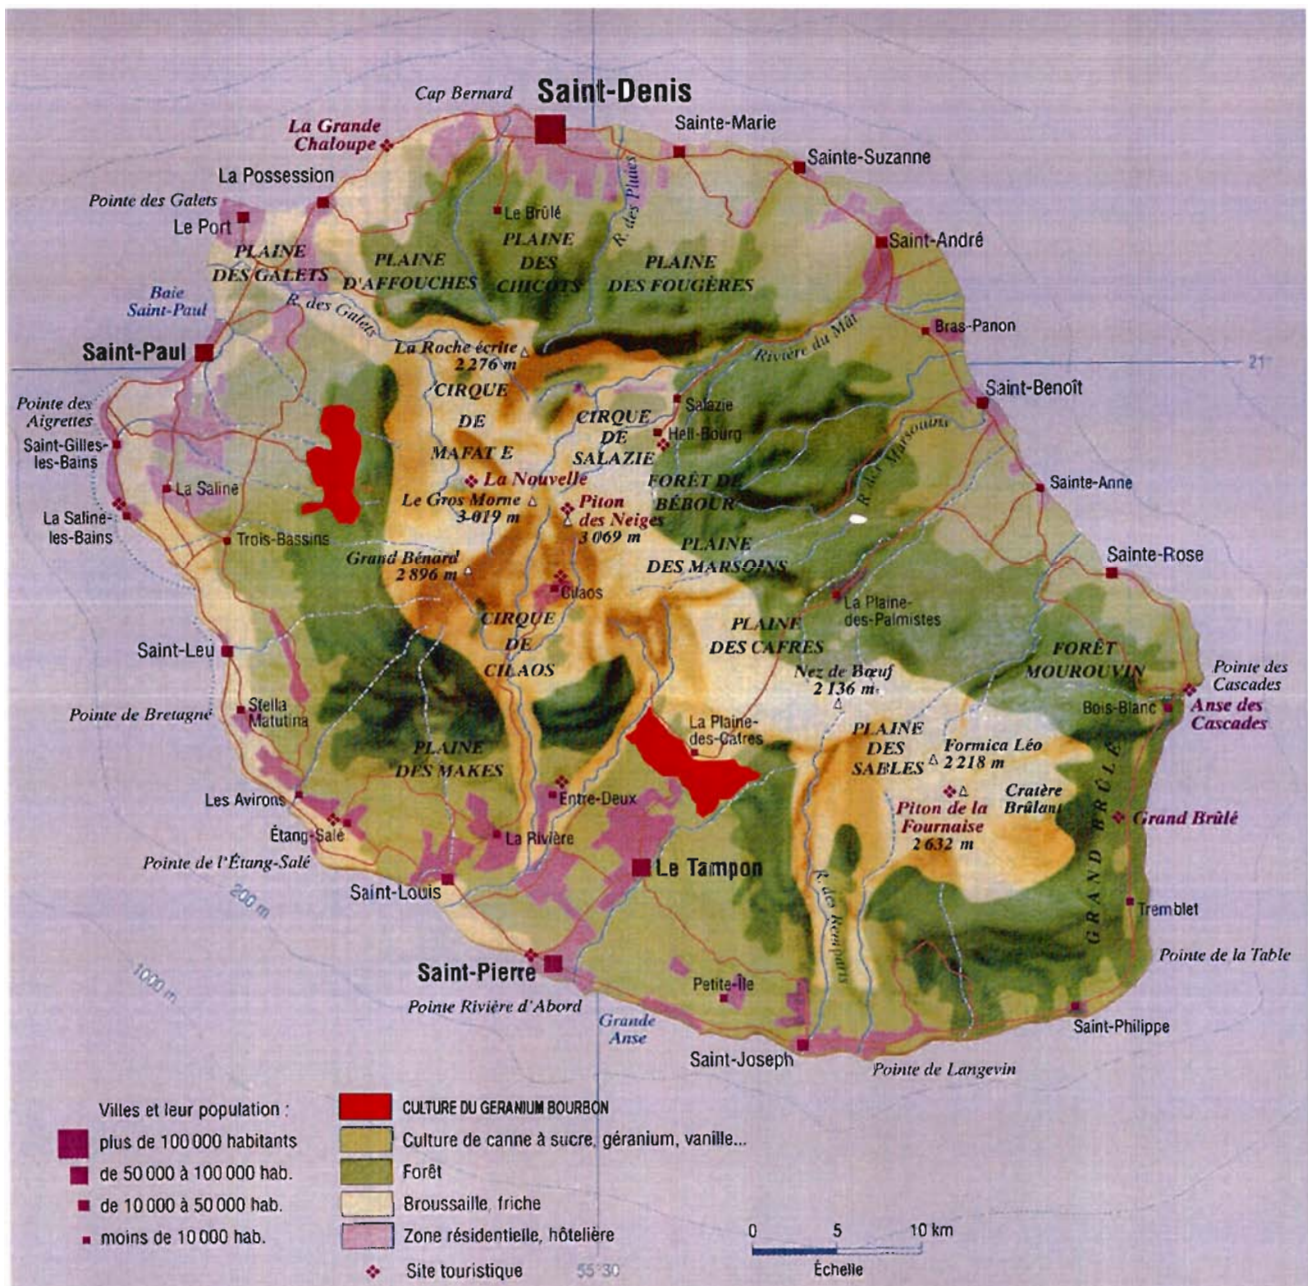 Cap Bernard
Saint-Denis
La Grande
Chaloupe
Sainte-Marie
Sainte-Suzanne
La Possession
Pointe des Galets
Le Port
Le Brûlé
R. des Pluies
Saint-André
PLAINE
DES GALETS
PLAINE
D'AFFOUCHES
PLAINE
DES
CHICOTS
PLAINE
DES FOUGÈRES
Baie
Saint-Paul
R. des Galets
Bras-Panon
Rivière du Mât
Saint-Paul
La Roche écrite
2 276 m
21°
Pointe des
Aigrettes
CIRQUE
DE
MAFATE
Salazie
Saint-Benoît
CIRQUE
DE
SALAZIE
Hell-Bourg
R. des Marsouins
Saint-Gilles-
les-Bains
La Saline
La Nouvelle
FORÊT DE
BÉBOUR
Sainte-Anne
Le Gros Morne
3 019 m
Piton
des Neiges
3 069 m
La Saline-
les-Bains
Trois-Bassins
PLAINE
DES MARSOINS
Sainte-Rose
Grand Bénard
2 896 m
Cilaos
La Plaine-
des-Palmistes
CIRQUE
DE
CILAOS
PLAINE
DES CAFRES
Saint-Leu
FORÊT
MOUROUVIN
Nez de Bœuf
2 136 m
Pointe des
Cascades
Anse des
Cascades
Bois-Blanc
Pointe de Bretagne
Stella
Matutina
La Plaine-
des-Cafres
PLAINE
DES MAKES
PLAINE
DES
SABLES
Formica Léo
2 218 m
Cratère
Brûlant
Les Avirons
Entre-Deux
Piton de la
Fournaise
2 632 m
GRAND BRÛLÉ
Grand Brûlé
Étang-Salé
La Rivière
Pointe de l'Étang-Salé
Le Tampon
Saint-Louis
R. des Remparts
200 m
Tremblet
Pointe de la Table
1000 m
Saint-Pierre
Petite-Île
Pointe Rivière d'Abord
Grande
Anse
Saint-Philippe
Saint-Joseph
Pointe de Langevin
Villes et leur population :
plus de 100 000 habitants
de 50 000 à 100 000 hab.
de 10 000 à 50 000 hab.
moins de 10 000 hab.
CULTURE DU GERANIUM BOURBON
Culture de canne à sucre, géranium, vanille...
Forêt
Broussaille, friche
Zone résidentielle, hôtelière
Site touristique
55°30
0 5 10 km
Échelle